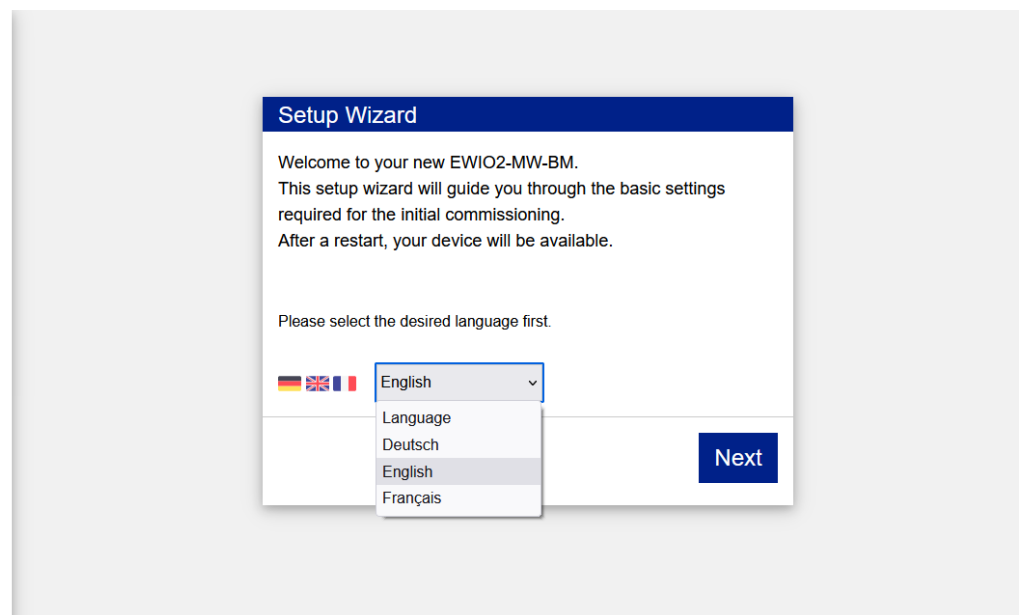 Setup Wizard
Welcome to your new EWIO2-MW-BM.
This setup wizard will guide you through the basic settings
required for the initial commissioning.
After a restart, your device will be available.
Please select the desired language first.
English
Language
Deutsch
English
Français
Next